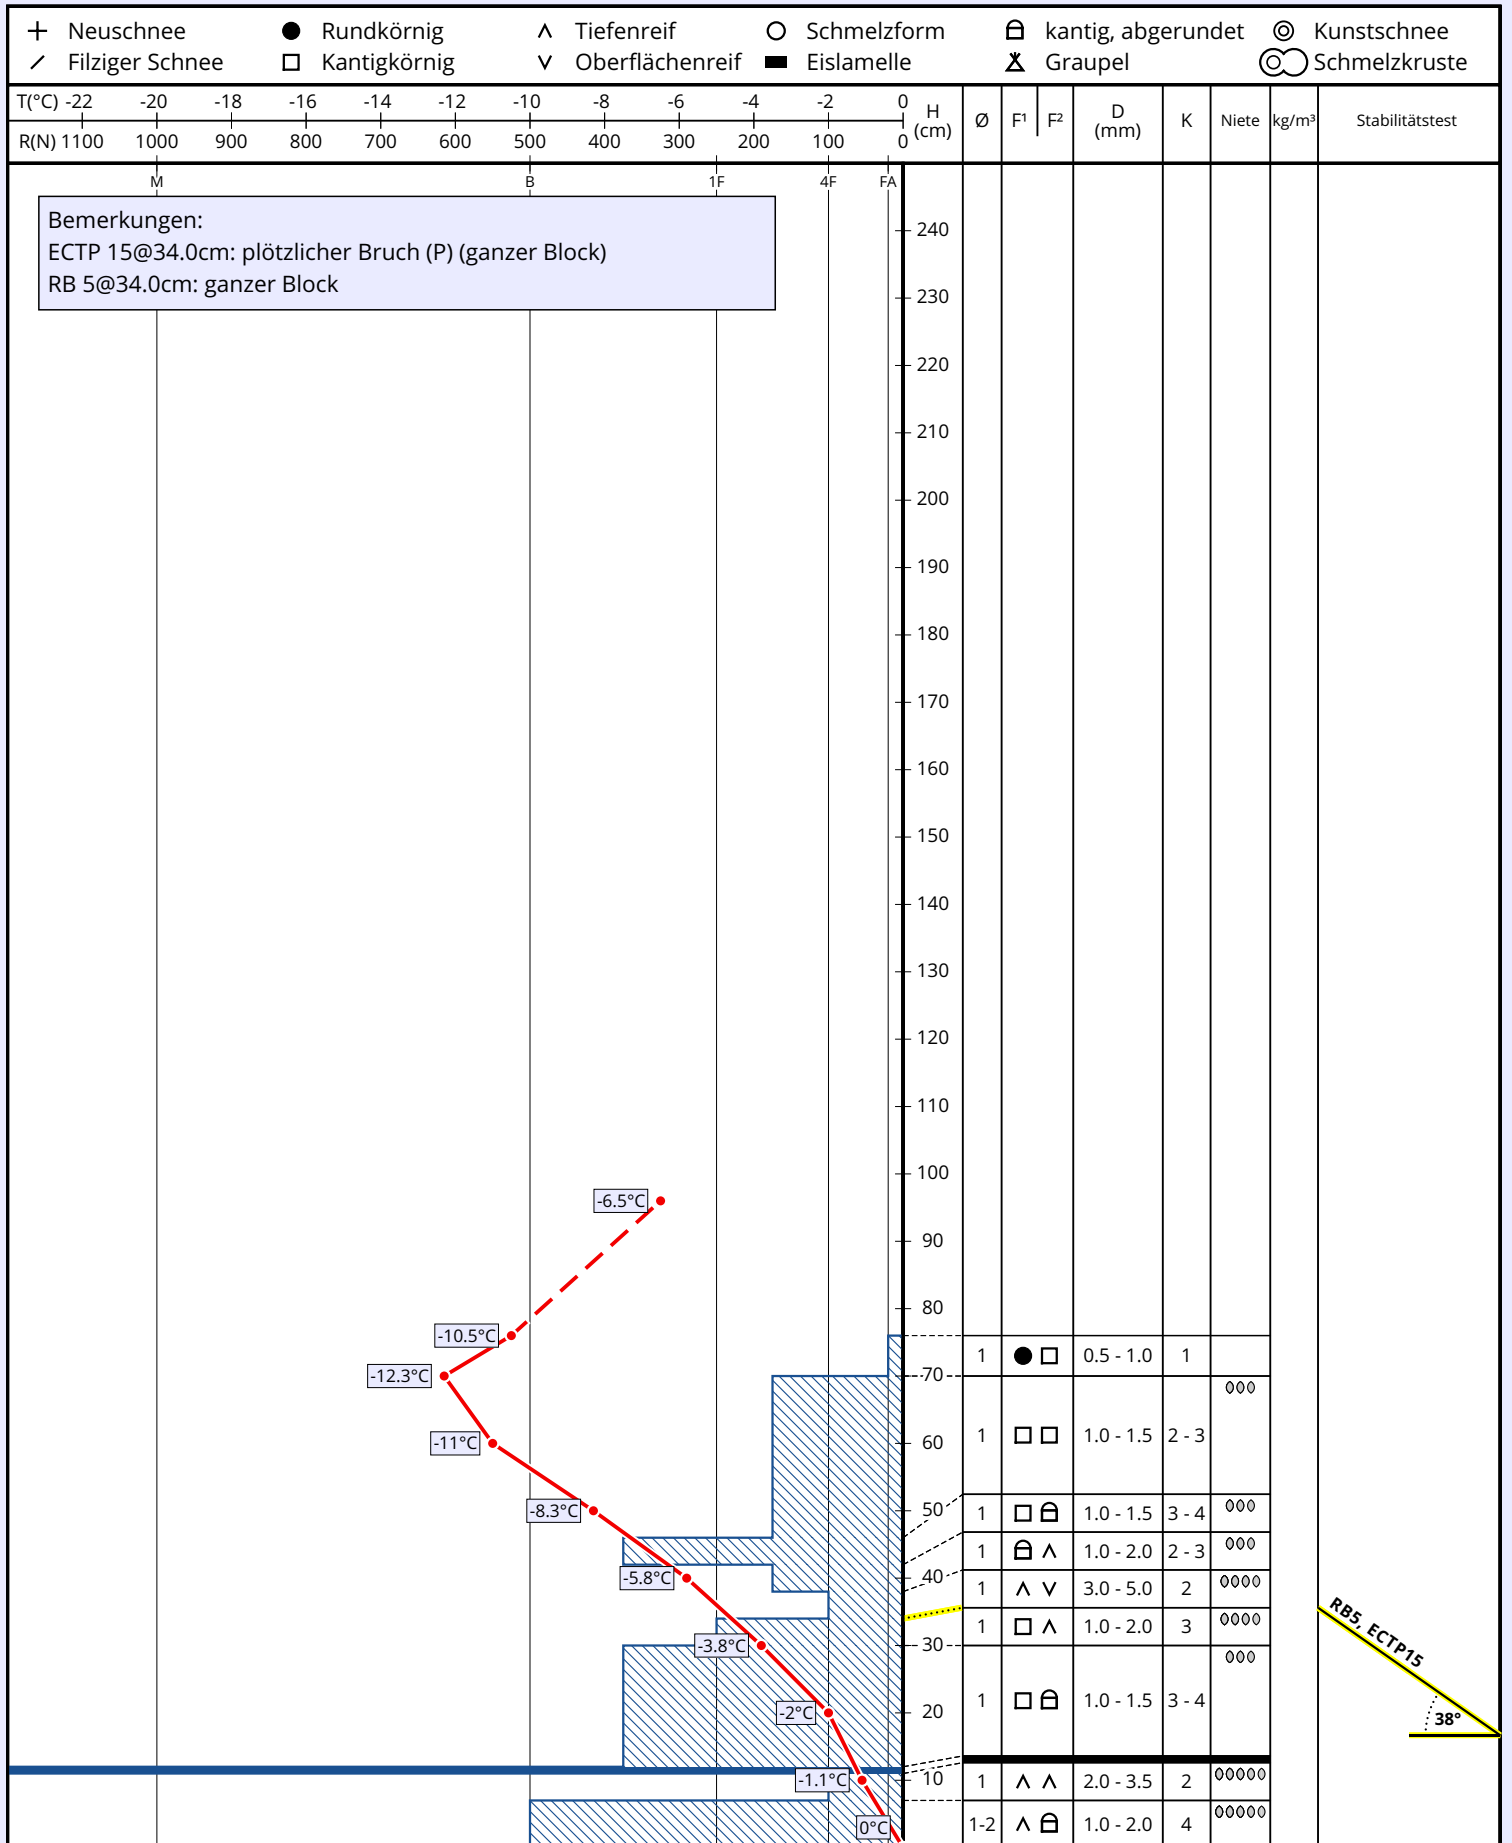 Neuschnee Rundkörnig Tiefenreif Schmelzform kantig, abgerundet Kunstschnee
Filziger Schnee Kantigkörnig Oberflächenreif Eislamelle Graupel Schmelzkruste
T(°C) -22 -20 -18 -16 -14 -12 -10 -8 -6 -4 -2 0
R(N) 1100 1000 900 800 700 600 500 400 300 200 100 0
H (cm) Ø F¹ F² D (mm) K Niete kg/m³ Stabilitätstest
M B 1F 4F FA
Bemerkungen:
ECTP 15@34.0cm: plötzlicher Bruch (P) (ganzer Block)
RB 5@34.0cm: ganzer Block
240
230
220
210
200
190
180
170
160
150
140
130
120
110
100
-6.5°C
90
80
-10.5°C
1 0.5 - 1.0 1
-12.3°C 70
-11°C 60 1 1.0 - 1.5 2 - 3
-8.3°C 50 1 1.0 - 1.5 3 - 4
1 1.0 - 2.0 2 - 3
-5.8°C 40 1 3.0 - 5.0 2
1 1.0 - 2.0 3
RB5, ECTP15
-3.8°C 30
1 1.0 - 1.5 3 - 4
-2°C 20
38°
-1.1°C 10 1 2.0 - 3.5 2
0°C 1-2 1.0 - 2.0 4